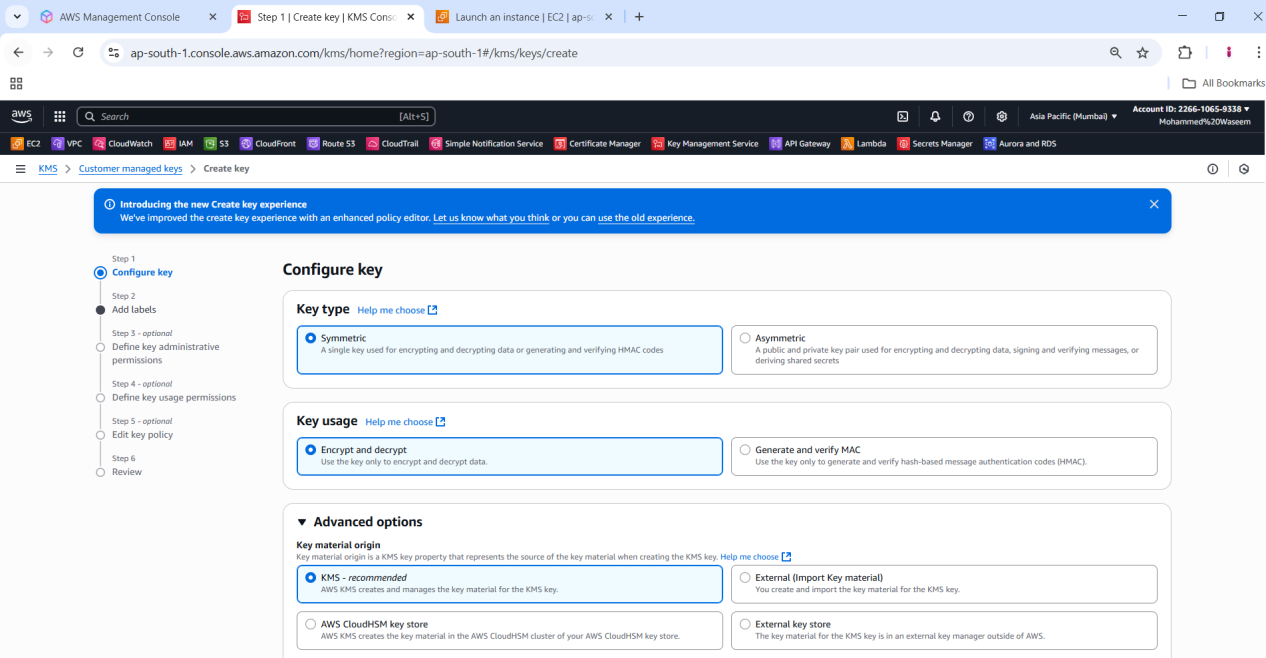 AWS Management Console
Step 1 | Create key | KMS Conso
Launch an instance | EC2 | ap-so
ap-south-1.console.aws.amazon.com/kms/home?region=ap-south-1#/kms/keys/create
All Bookmarks
aws
Search
[Alt+S]
Asia Pacific (Mumbai)
Account ID: 2266-1065-9338
Mohammed%20Waseem
EC2
VPC
CloudWatch
IAM
S3
CloudFront
Route 53
CloudTrail
Simple Notification Service
Certificate Manager
Key Management Service
API Gateway
Lambda
Secrets Manager
Aurora and RDS
KMS
Customer managed keys
Create key
Introducing the new Create key experience
We've improved the create key experience with an enhanced policy editor. Let us know what you think or you can use the old experience.
Step 1
Configure key
Step 2
Add labels
Step 3 - optional
Define key administrative
permissions
Step 4 - optional
Define key usage permissions
Step 5 - optional
Edit key policy
Step 6
Review
Configure key
Key type Help me choose
Symmetric
A single key used for encrypting and decrypting data or generating and verifying HMAC codes
Asymmetric
A public and private key pair used for encrypting and decrypting data, signing and verifying messages, or
deriving shared secrets
Key usage Help me choose
Encrypt and decrypt
Use the key only to encrypt and decrypt data.
Generate and verify MAC
Use the key only to generate and verify hash-based message authentication codes (HMAC).
Advanced options
Key material origin
Key material origin is a KMS key property that represents the source of the key material when creating the KMS key. Help me choose
KMS - recommended
AWS KMS creates and manages the key material for the KMS key.
External (Import Key material)
You create and import the key material for the KMS key.
AWS CloudHSM key store
AWS KMS creates the key material in the AWS CloudHSM cluster of your AWS CloudHSM key store.
External key store
The key material for the KMS key is in an external key manager outside of AWS.